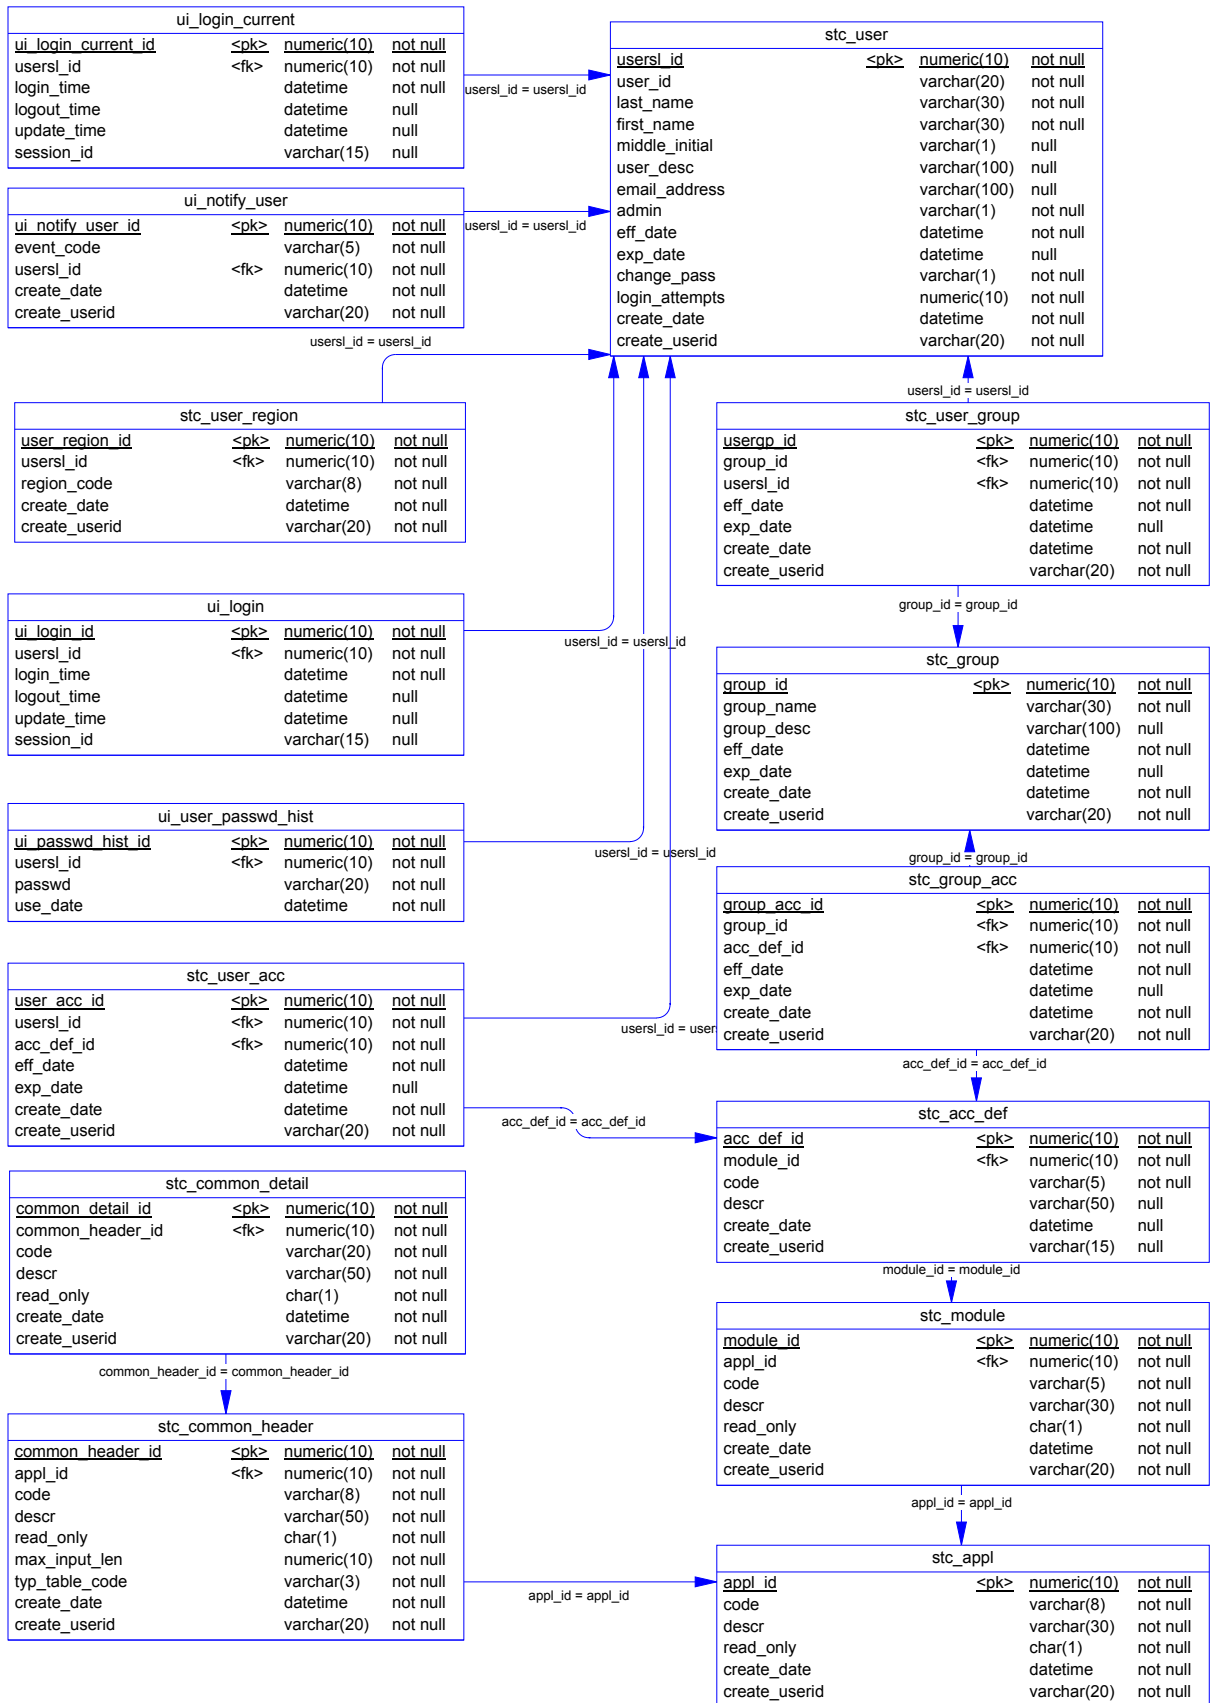 ui_login_current
ui_login_current_id <pk> numeric(10) not null
usersl_id <fk> numeric(10) not null
login_time datetime not null
logout_time datetime null
update_time datetime null
session_id varchar(15) null
usersl_id = usersl_id
stc_user
usersl_id <pk> numeric(10) not null
user_id varchar(20) not null
last_name varchar(30) not null
first_name varchar(30) not null
middle_initial varchar(1) null
user_desc varchar(100) null
email_address varchar(100) null
admin varchar(1) not null
eff_date datetime not null
exp_date datetime null
change_pass varchar(1) not null
login_attempts numeric(10) not null
create_date datetime not null
create_userid varchar(20) not null
ui_notify_user
ui_notify_user_id <pk> numeric(10) not null
event_code varchar(5) not null
usersl_id <fk> numeric(10) not null
create_date datetime not null
create_userid varchar(20) not null
usersl_id = usersl_id
usersl_id = usersl_id
stc_user_region
user_region_id <pk> numeric(10) not null
usersl_id <fk> numeric(10) not null
region_code varchar(8) not null
create_date datetime not null
create_userid varchar(20) not null
usersl_id = usersl_id
stc_user_group
usergp_id <pk> numeric(10) not null
group_id <fk> numeric(10) not null
usersl_id <fk> numeric(10) not null
eff_date datetime not null
exp_date datetime null
create_date datetime not null
create_userid varchar(20) not null
group_id = group_id
ui_login
ui_login_id <pk> numeric(10) not null
usersl_id <fk> numeric(10) not null
login_time datetime not null
logout_time datetime null
update_time datetime null
session_id varchar(15) null
usersl_id = usersl_id
stc_group
group_id <pk> numeric(10) not null
group_name varchar(30) not null
group_desc varchar(100) null
eff_date datetime not null
exp_date datetime null
create_date datetime not null
create_userid varchar(20) not null
ui_user_passwd_hist
ui_passwd_hist_id <pk> numeric(10) not null
usersl_id <fk> numeric(10) not null
passwd varchar(20) not null
use_date datetime not null
usersl_id = usersl_id
group_id = group_id
stc_group_acc
group_acc_id <pk> numeric(10) not null
group_id <fk> numeric(10) not null
acc_def_id <fk> numeric(10) not null
eff_date datetime not null
exp_date datetime null
create_date datetime not null
create_userid varchar(20) not null
stc_user_acc
user_acc_id <pk> numeric(10) not null
usersl_id <fk> numeric(10) not null
acc_def_id <fk> numeric(10) not null
eff_date datetime not null
exp_date datetime null
create_date datetime not null
create_userid varchar(20) not null
usersl_id = users
acc_def_id = acc_def_id
acc_def_id = acc_def_id
stc_acc_def
acc_def_id <pk> numeric(10) not null
module_id <fk> numeric(10) not null
code varchar(5) not null
descr varchar(50) null
create_date datetime null
create_userid varchar(15) null
module_id = module_id
stc_common_detail
common_detail_id <pk> numeric(10) not null
common_header_id <fk> numeric(10) not null
code varchar(20) not null
descr varchar(50) not null
read_only char(1) not null
create_date datetime not null
create_userid varchar(20) not null
common_header_id = common_header_id
stc_module
module_id <pk> numeric(10) not null
appl_id <fk> numeric(10) not null
code varchar(5) not null
descr varchar(30) not null
read_only char(1) not null
create_date datetime not null
create_userid varchar(20) not null
appl_id = appl_id
stc_common_header
common_header_id <pk> numeric(10) not null
appl_id <fk> numeric(10) not null
code varchar(8) not null
descr varchar(50) not null
read_only char(1) not null
max_input_len numeric(10) not null
typ_table_code varchar(3) not null
create_date datetime not null
create_userid varchar(20) not null
appl_id = appl_id
stc_appl
appl_id <pk> numeric(10) not null
code varchar(8) not null
descr varchar(30) not null
read_only char(1) not null
create_date datetime not null
create_userid varchar(20) not null